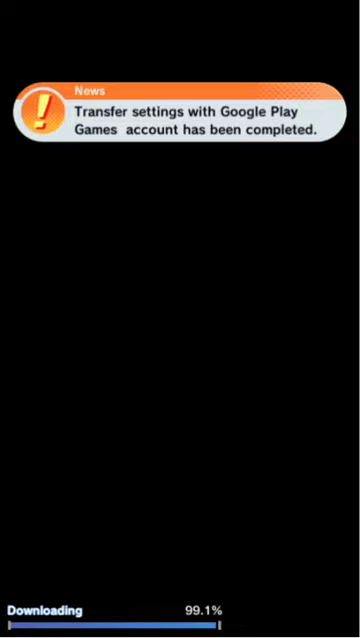 News
Transfer settings with Google Play
Games account has been completed.
Downloading 99.1%